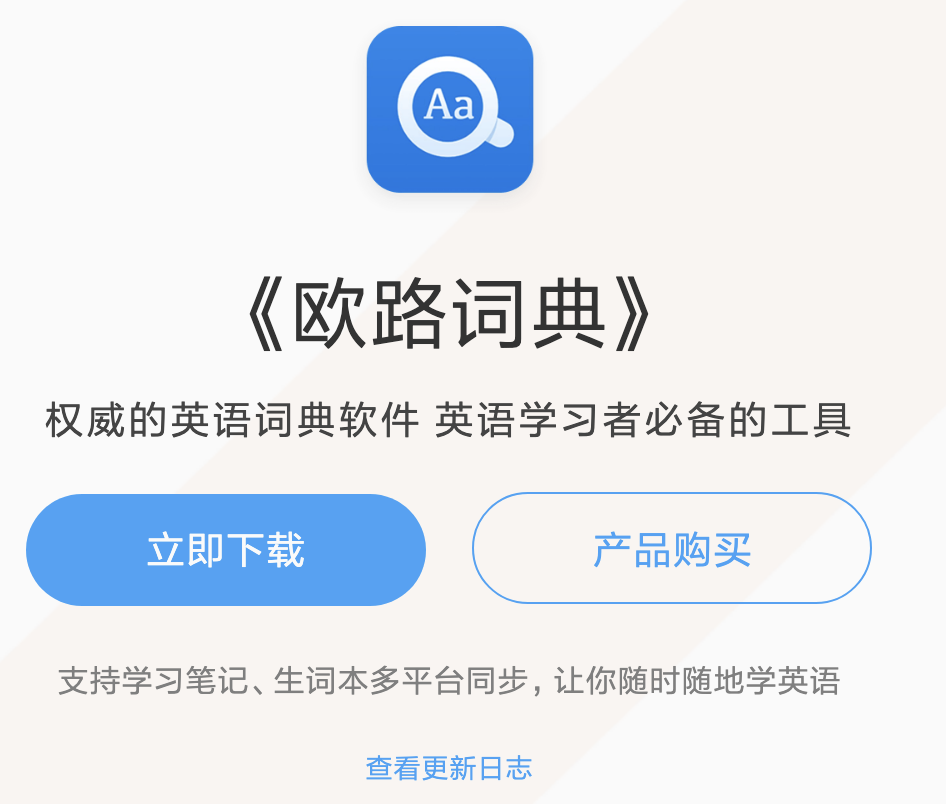 Aa
《欧路词典》
权威的英语词典软件 英语学习者必备的工具
立即下载
产品购买
支持学习笔记、生词本多平台同步，让你随时随地学英语
查看更新日志